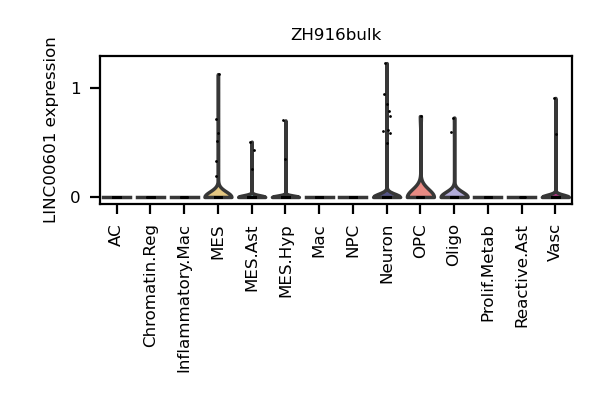 ZH916bulk
LINC00601 expression
1
0
AC
Chromatin.Reg
Inflammatory.Mac
MES
MES.Ast
MES.Hyp
Mac
NPC
Neuron
OPC
Oligo
Prolif.Metab
Reactive.Ast
Vasc